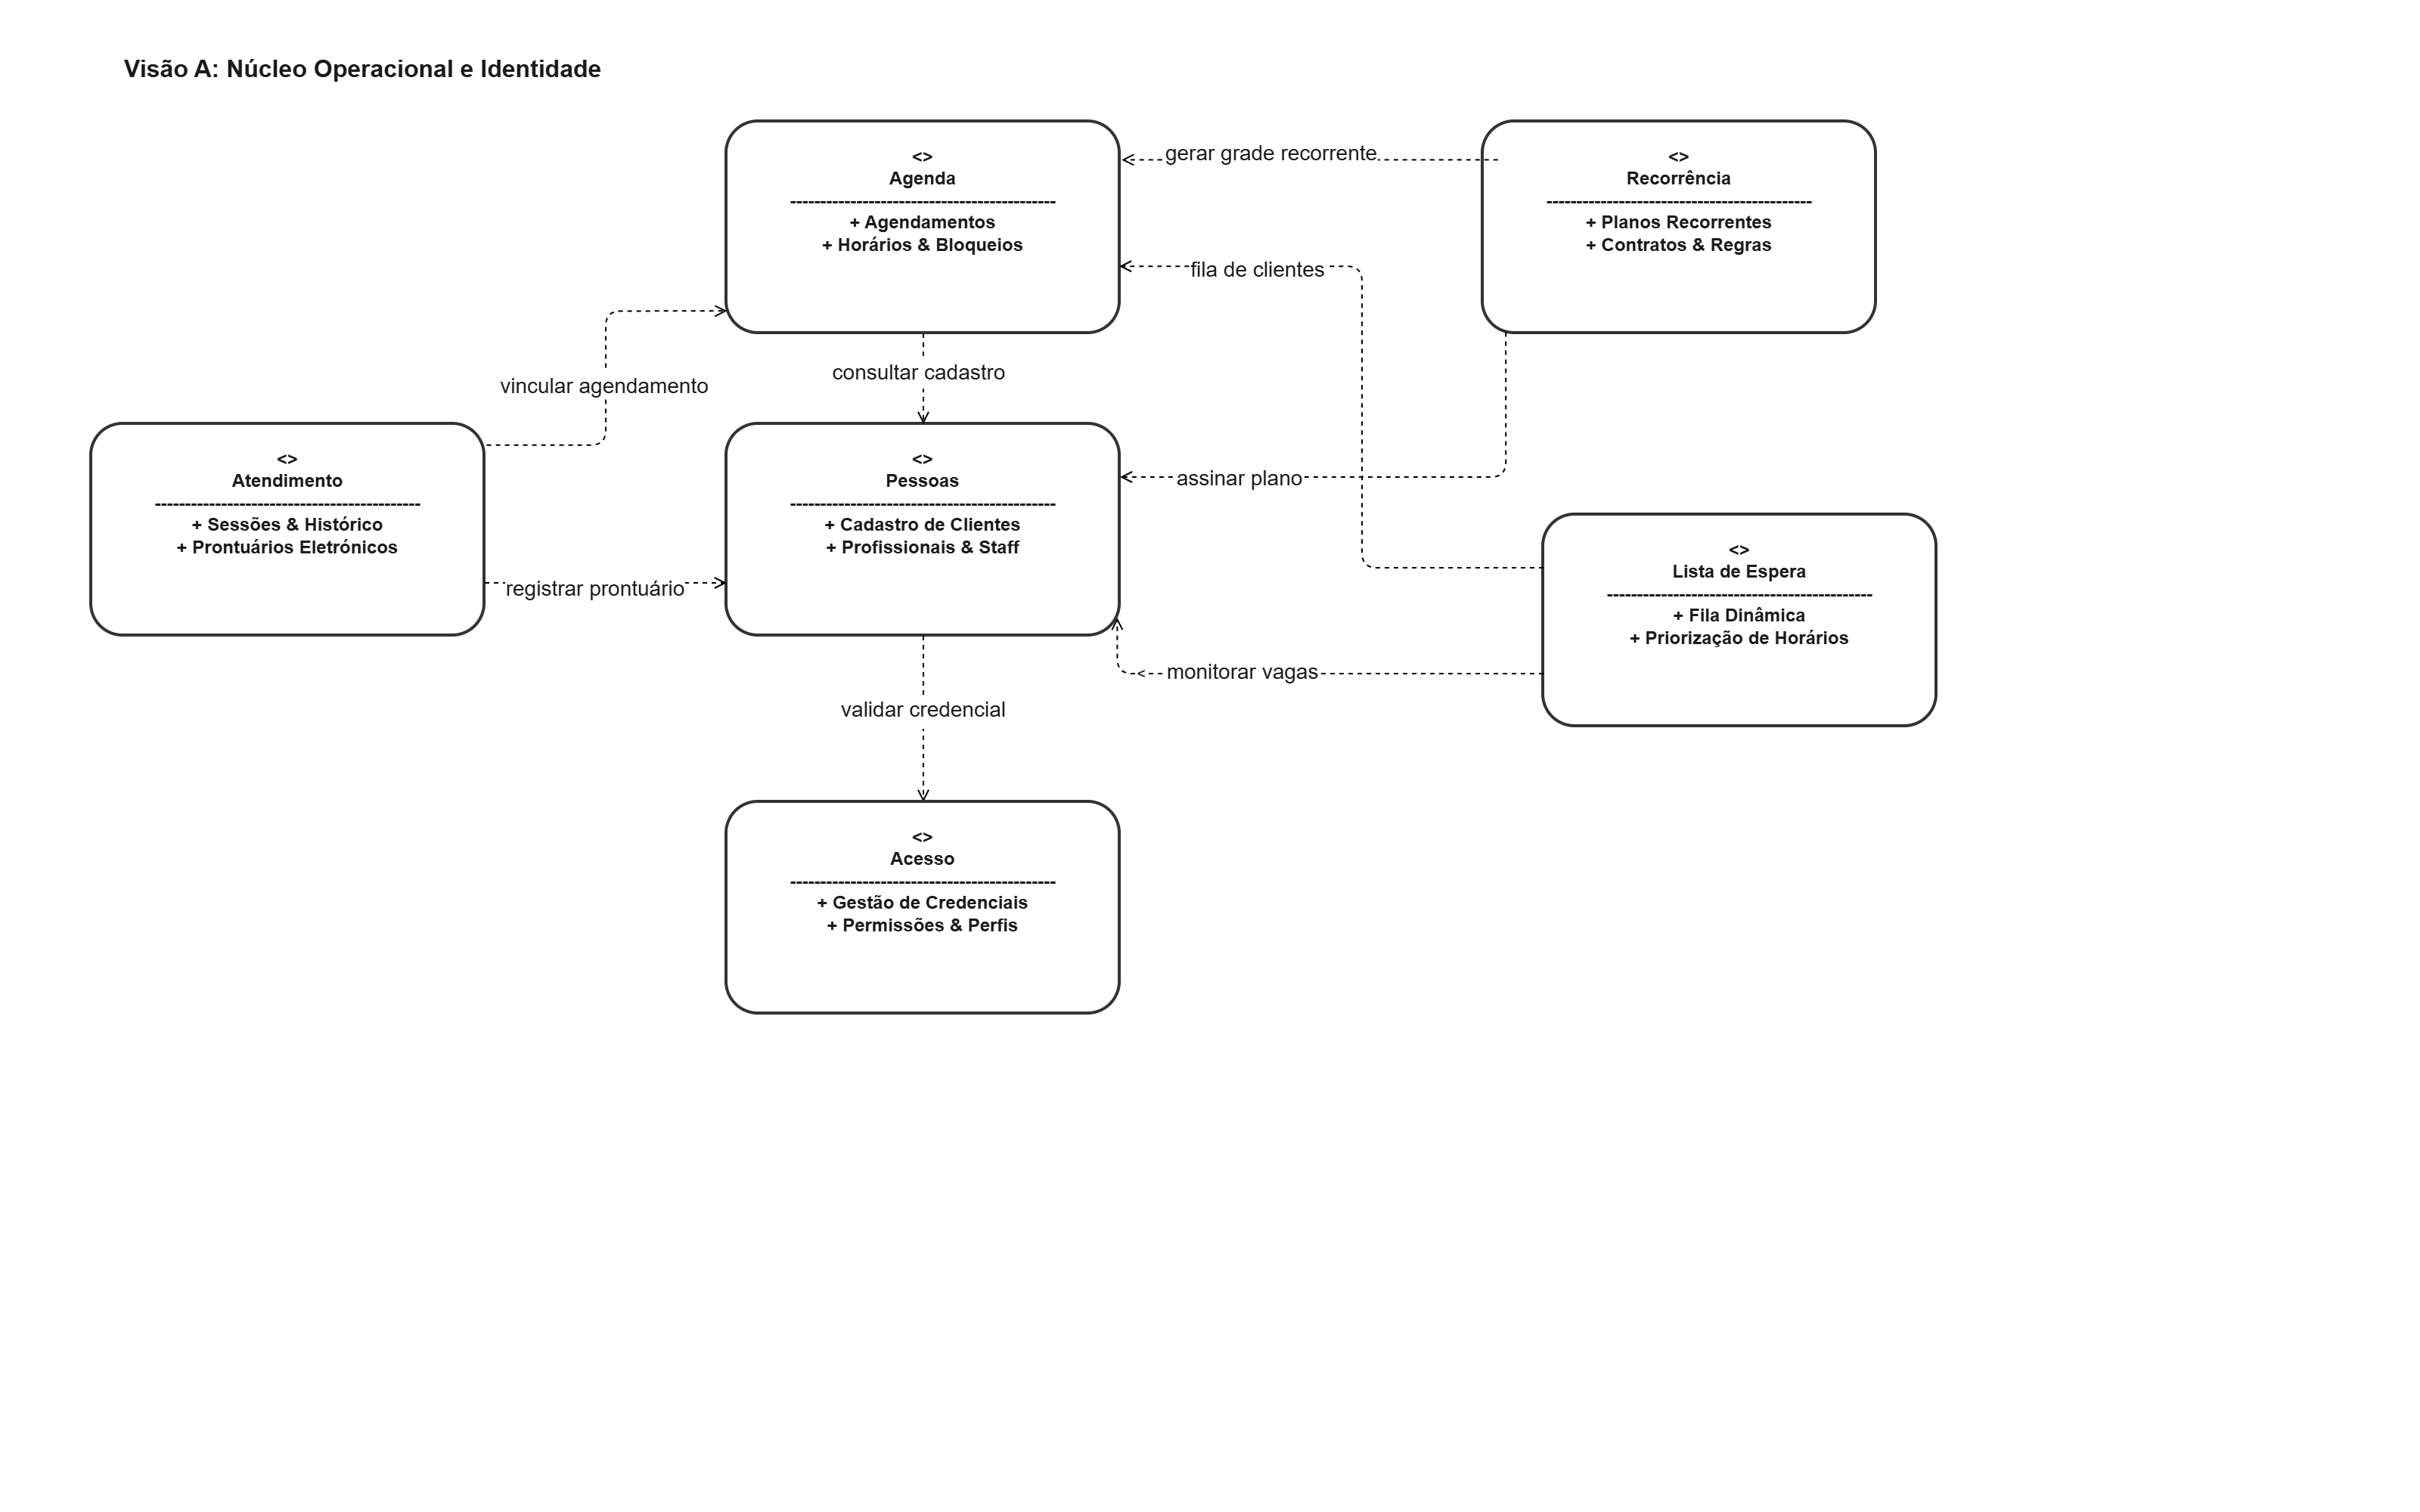 Visão A: Núcleo Operacional e Identidade
<>
Agenda
--------------------------------------------
+ Agendamentos
+ Horários & Bloqueios
gerar grade recorrente
<>
Recorrência
--------------------------------------------
+ Planos Recorrentes
+ Contratos & Regras
fila de clientes
vincular agendamento
consultar cadastro
<>
Atendimento
--------------------------------------------
+ Sessões & Histórico
+ Prontuários Eletrónicos
<>
Pessoas
--------------------------------------------
+ Cadastro de Clientes
+ Profissionais & Staff
assinar plano
<>
Lista de Espera
--------------------------------------------
+ Fila Dinâmica
+ Priorização de Horários
registrar prontuário
monitorar vagas
validar credencial
<>
Acesso
--------------------------------------------
+ Gestão de Credenciais
+ Permissões & Perfis